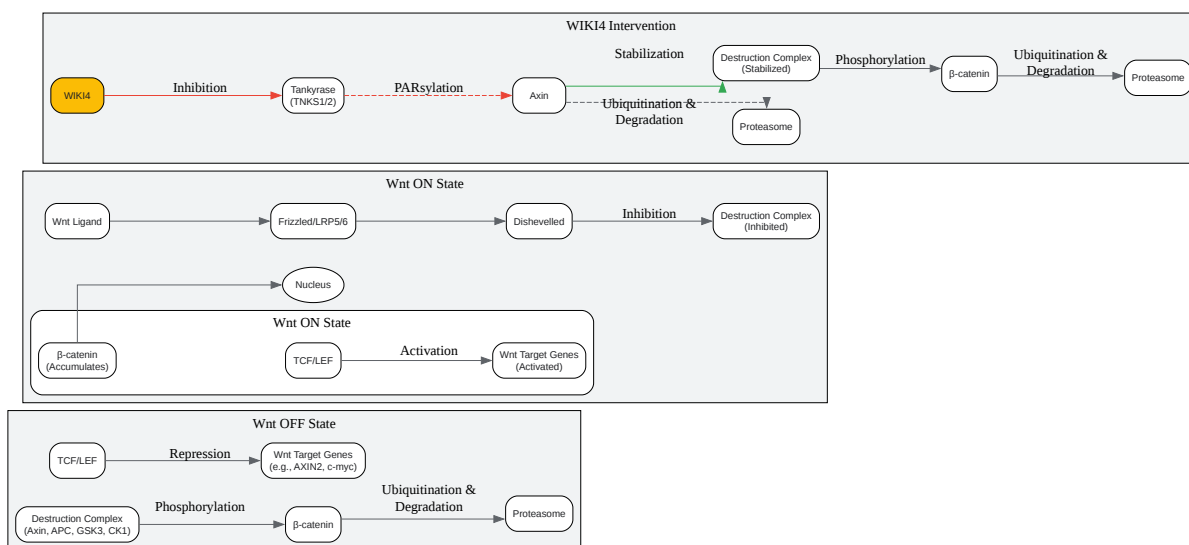 WIKI4 Intervention
Stabilization
Destruction Complex
(Stabilized)
Phosphorylation
Ubiquitination &
Degradation
β-catenin
Proteasome
WIKI4
Inhibition
Tankyrase
(TNKS1/2)
PARsylation
Axin
Ubiquitination &
Degradation
Proteasome
Wnt ON State
Wnt Ligand
Frizzled/LRP5/6
Dishevelled
Inhibition
Destruction Complex
(Inhibited)
Nucleus
Wnt ON State
β-catenin
(Accumulates)
TCF/LEF
Activation
Wnt Target Genes
(Activated)
Wnt OFF State
TCF/LEF
Repression
Wnt Target Genes
(e.g., AXIN2, c-myc)
Destruction Complex
(Axin, APC, GSK3, CK1)
Phosphorylation
β-catenin
Ubiquitination &
Degradation
Proteasome